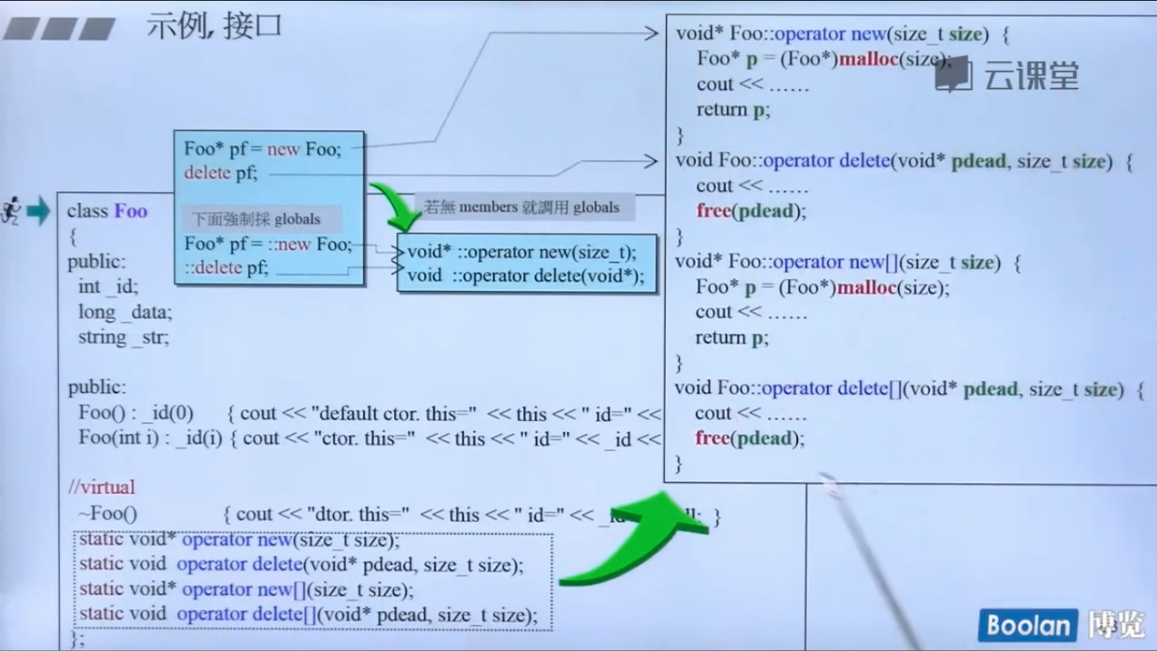 示例, 接口
云课堂
Foo* pf = new Foo;
delete pf;
下面強制採 globals
Foo* pf = ::new Foo;
::delete pf;
若無 members 就調用 globals
void* ::operator new(size_t);
void ::operator delete(void*);
class Foo
{
public:
int _id;
long _data;
string _str;
public:
Foo() : _id(0) { cout << "default ctor. this=" << this << " id=" <<
Foo(int i) : _id(i) { cout << "ctor. this=" << this << " id=" << _id <<
//virtual
~Foo() { cout << "dtor. this=" << this << " id=" << }
static void* operator new(size_t size);
static void operator delete(void* pdead, size_t size);
static void* operator new[](size_t size);
static void operator delete[](void* pdead, size_t size);
};
void* Foo::operator new(size_t size) {
Foo* p = (Foo*)malloc(size);
cout << ……
return p;
}
void Foo::operator delete(void* pdead, size_t size) {
cout << ……
free(pdead);
}
void* Foo::operator new[](size_t size) {
Foo* p = (Foo*)malloc(size);
cout << ……
return p;
}
void Foo::operator delete[](void* pdead, size_t size) {
cout << ……
free(pdead);
}
Boolan 博览